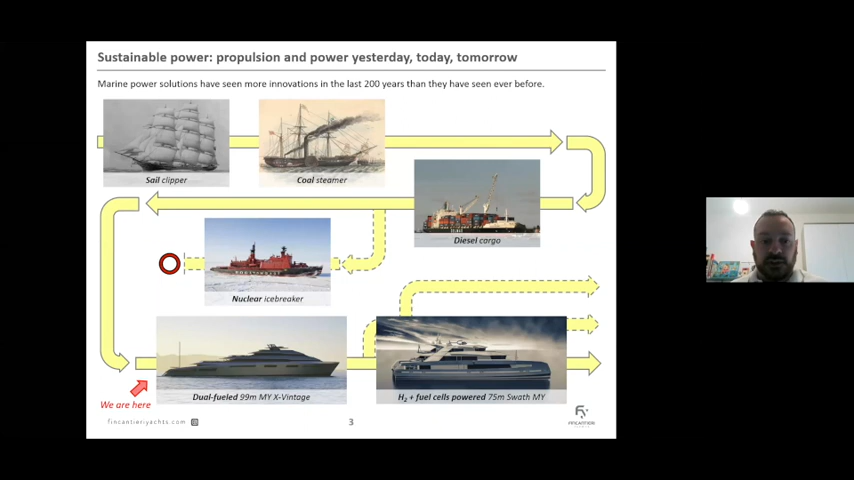 Sustainable power: propulsion and power yesterday, today, tomorrow
Marine power solutions have seen more innovations in the last 200 years than they have seen ever before.
Sail clipper
Coal steamer
Diesel cargo
Nuclear icebreaker
Dual-fueled 99m MY X-Vintage
H₂ + fuel cells powered 75m Swath MY
We are here
fincantieriyachts.com
3
FINCANTIERI